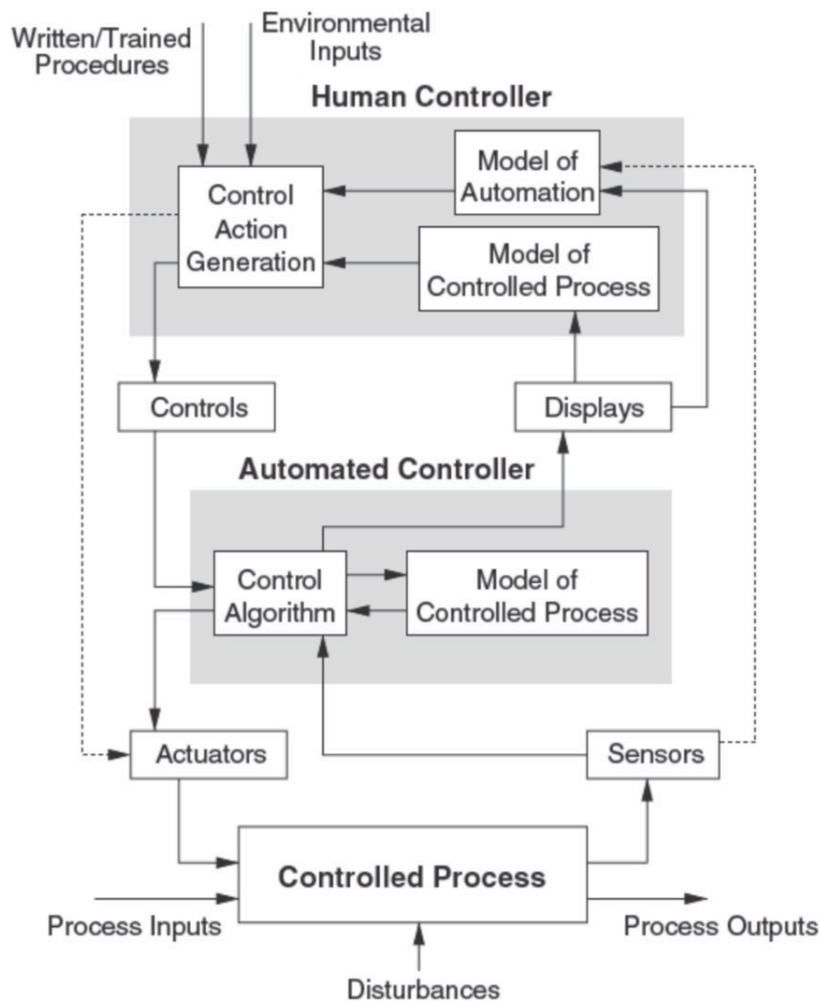 Written/Trained
Procedures
Environmental
Inputs
Human Controller
Control
Action
Generation
Model of
Automation
Model of
Controlled Process
Controls
Displays
Automated Controller
Control
Algorithm
Model of
Controlled Process
Actuators
Sensors
Controlled Process
Process Inputs
Process Outputs
Disturbances